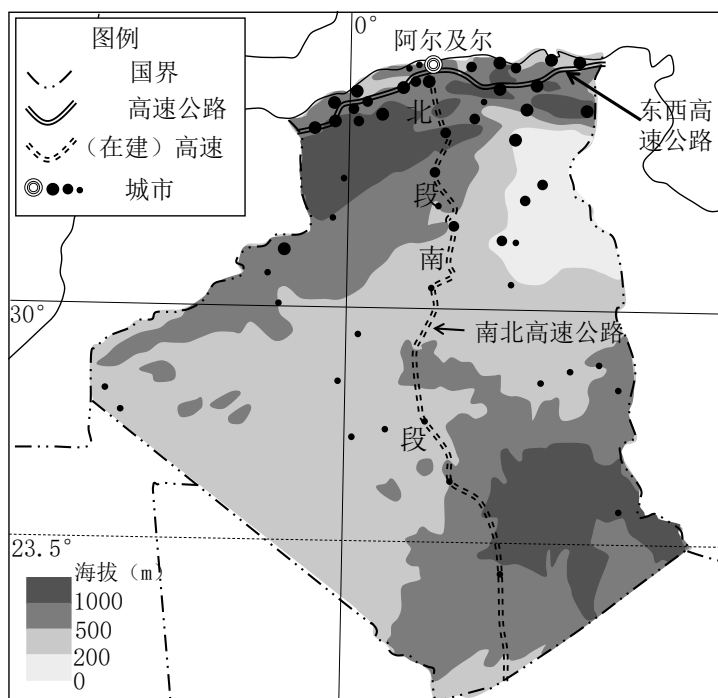 图例
国界
高速公路
（在建）高速
城市
0°
阿尔及尔
东西高
速公路
北
段
南
30°
南北高速公路
段
23.5°
海拔（m）
1000
500
200
0